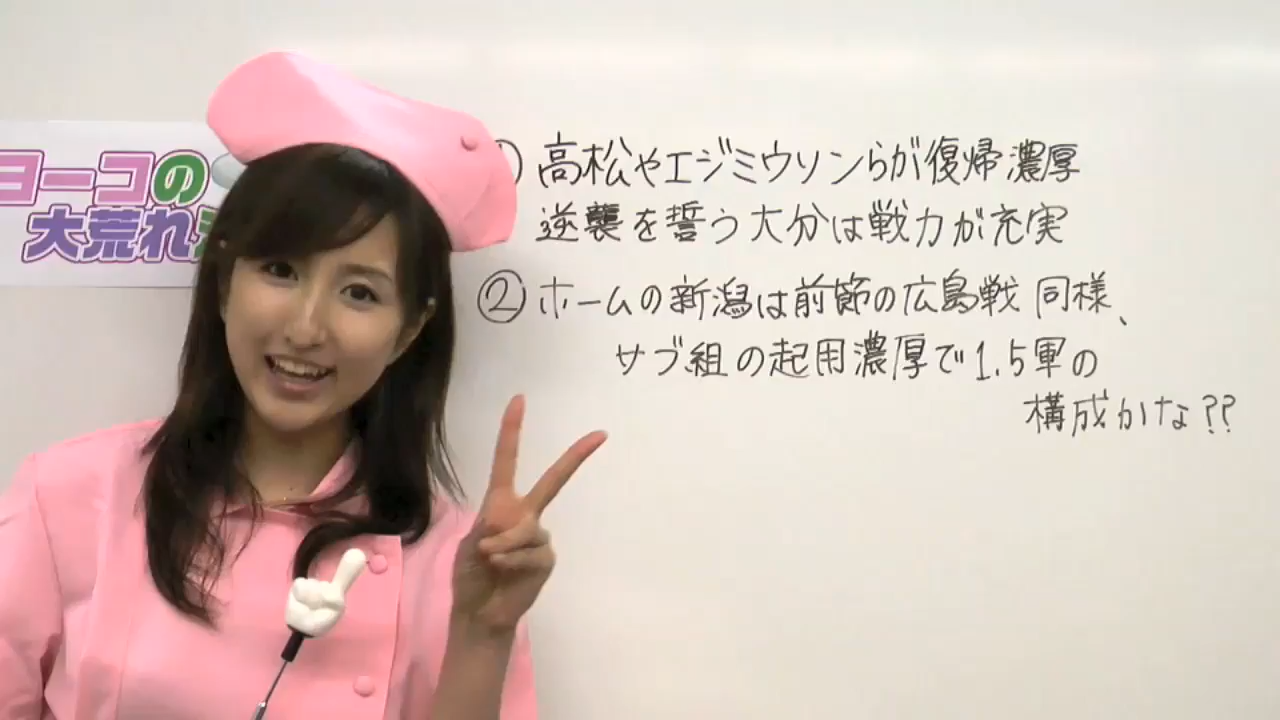 ヨーコの
大荒れ
① 高松やエジミウソンらが復帰濃厚
逆襲を誓う大分は戦力が充実
② ホームの新潟は前節の広島戦同様、
サブ組の起用濃厚で1.5軍の
構成かな??